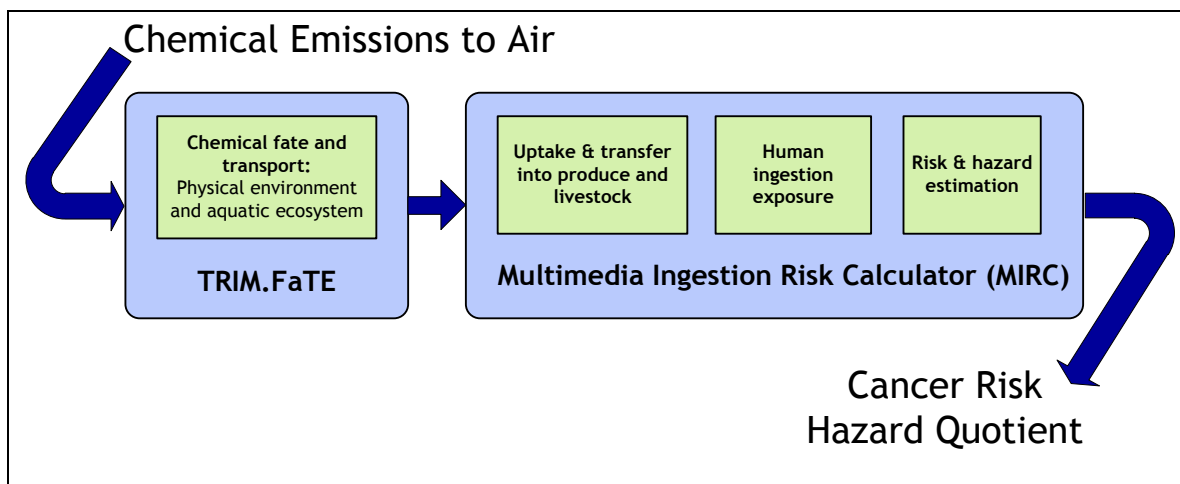 Chemical Emissions to Air
Chemical fate and
transport:
Physical environment
and aquatic ecosystem
TRIM.FaTE
Uptake & transfer
into produce and
livestock
Human
ingestion
exposure
Risk & hazard
estimation
Multimedia Ingestion Risk Calculator (MIRC)
Cancer Risk
Hazard Quotient